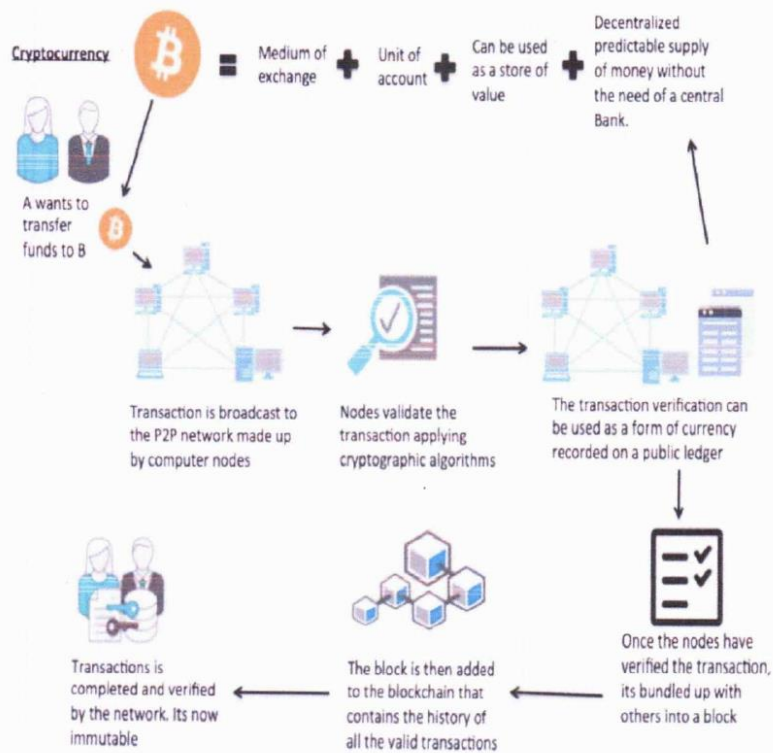 Cryptocurrency
Medium of
exchange
Unit of
account
Can be used
as a store of
value
Decentralized
predictable supply
of money without
the need of a central
Bank.
A wants to
transfer
funds to B
Transaction is broadcast to
the P2P network made up
by computer nodes
Nodes validate the
transaction applying
cryptographic algorithms
The transaction verification can
be used as a form of currency
recorded on a public ledger
Once the nodes have
verified the transaction,
its bundled up with
others into a block
The block is then added
to the blockchain that
contains the history of
all the valid transactions
Transactions is
completed and verified
by the network. Its now
immutable